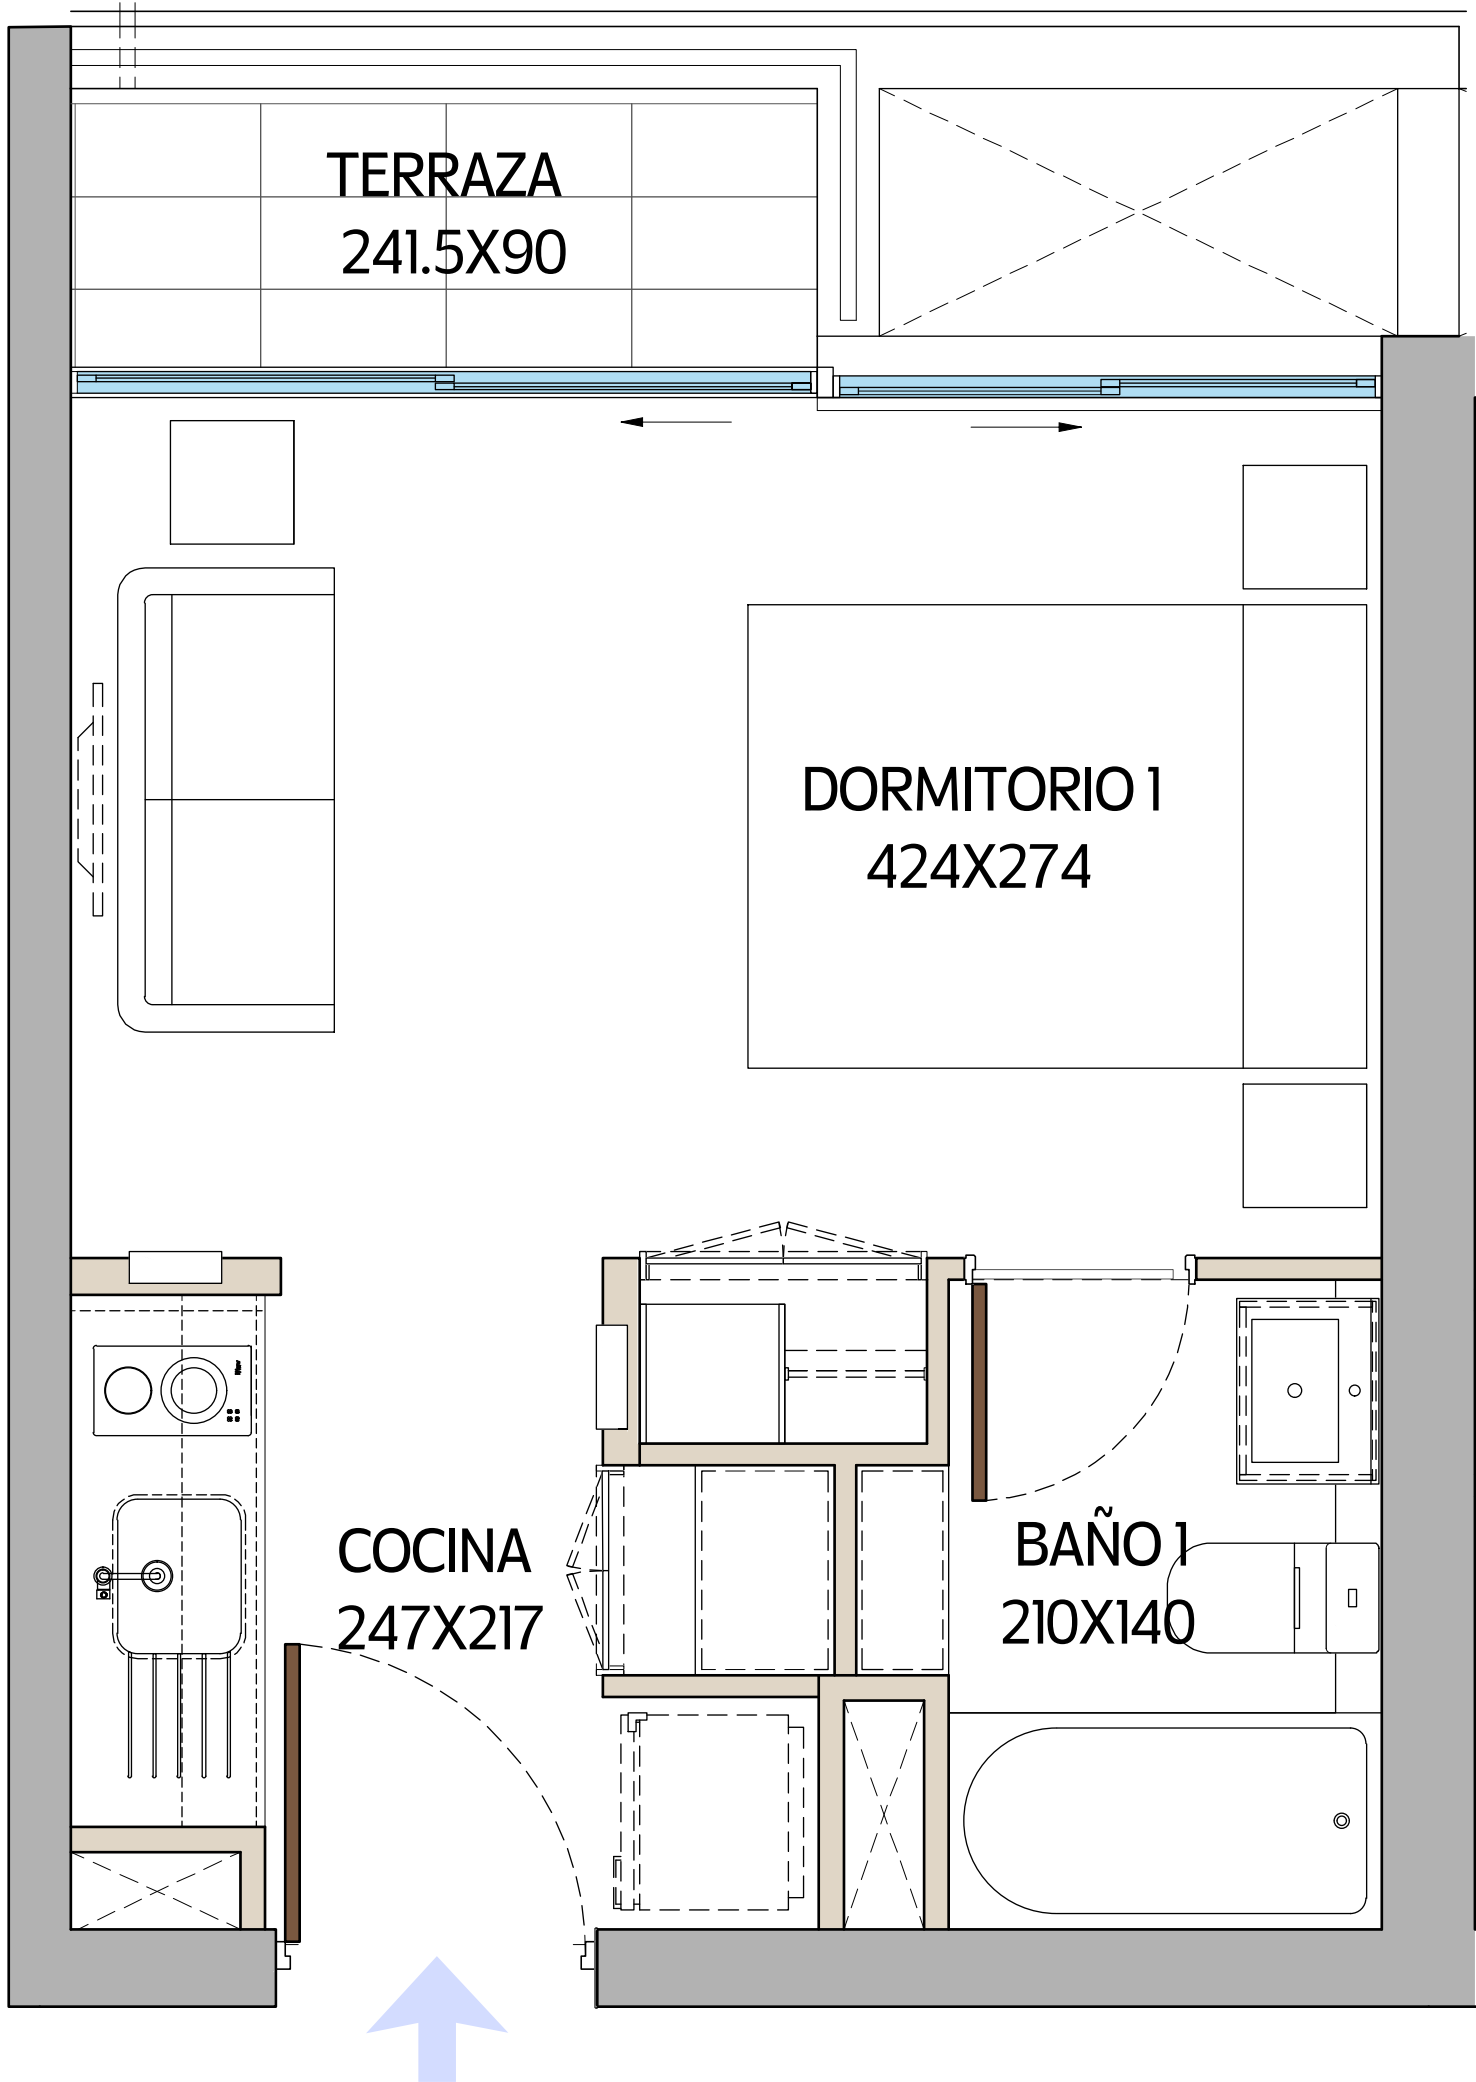 TERRAZA
241.5X90
DORMITORIO 1
424X274
COCINA
247X217
BAÑO 1
210X140